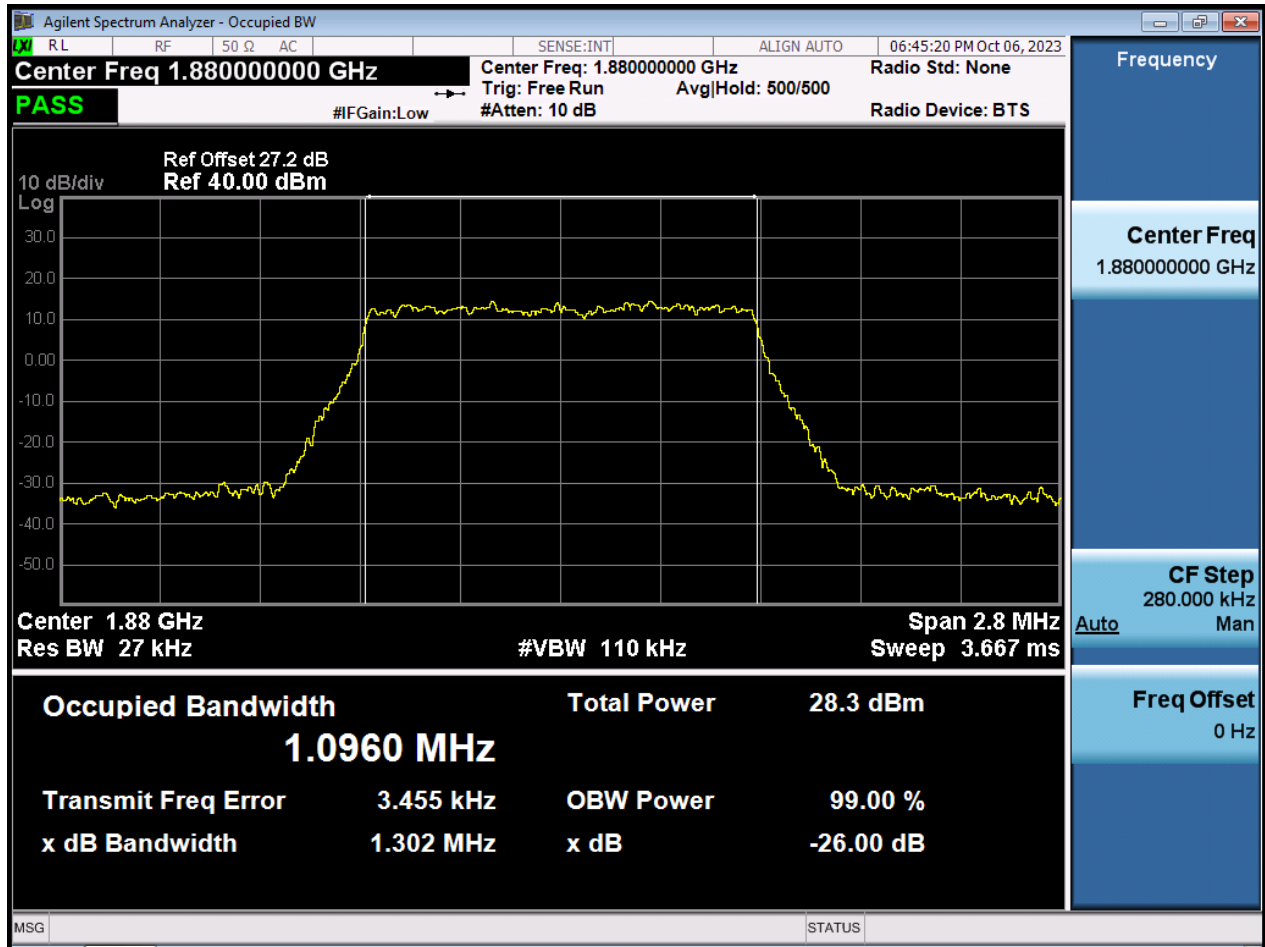 Agilent Spectrum Analyzer - Occupied BW
LXI RL RF 50 Ω AC SENSE:INT ALIGN AUTO 06:45:20 PM Oct 06, 2023
Center Freq 1.880000000 GHz
PASS
#IFGain:Low
Center Freq: 1.880000000 GHz
Trig: Free Run Avg|Hold: 500/500
#Atten: 10 dB
Radio Std: None
Radio Device: BTS
Ref Offset 27.2 dB
10 dB/div Ref 40.00 dBm
Log
30.0
20.0
10.0
0.00
-10.0
-20.0
-30.0
-40.0
-50.0
Center 1.88 GHz Span 2.8 MHz
Res BW 27 kHz #VBW 110 kHz Sweep 3.667 ms
Occupied Bandwidth Total Power 28.3 dBm
1.0960 MHz
Transmit Freq Error 3.455 kHz OBW Power 99.00 %
x dB Bandwidth 1.302 MHz x dB -26.00 dB
MSG STATUS
Frequency
Center Freq
1.880000000 GHz
CF Step
280.000 kHz
Auto Man
Freq Offset
0 Hz